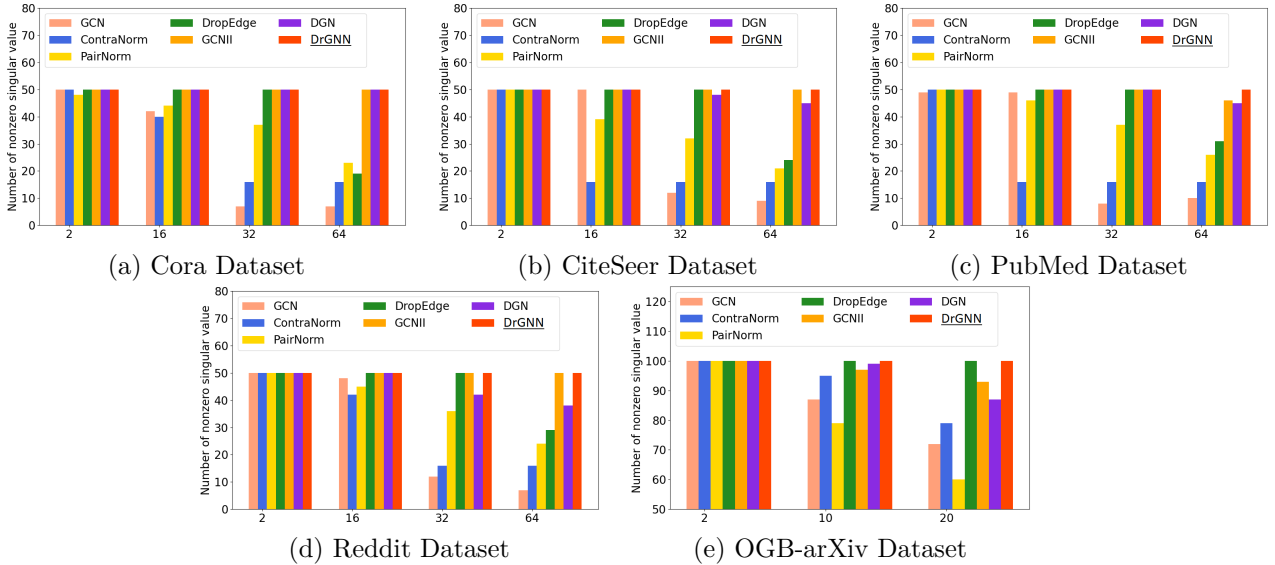 Number of nonzero singular value
80
70
60
50
40
30
20
10
0
GCN
ContraNorm
PairNorm
DropEdge
GCNII
DGN
DrGNN
2
16
32
64
(a) Cora Dataset
Number of nonzero singular value
80
70
60
50
40
30
20
10
0
GCN
ContraNorm
PairNorm
DropEdge
GCNII
DGN
DrGNN
2
16
32
64
(b) CiteSeer Dataset
Number of nonzero singular value
80
70
60
50
40
30
20
10
0
GCN
ContraNorm
PairNorm
DropEdge
GCNII
DGN
DrGNN
2
16
32
64
(c) PubMed Dataset
Number of nonzero singular value
80
70
60
50
40
30
20
10
0
GCN
ContraNorm
PairNorm
DropEdge
GCNII
DGN
DrGNN
2
16
32
64
(d) Reddit Dataset
Number of nonzero singular value
120
110
100
90
80
70
60
50
GCN
ContraNorm
PairNorm
DropEdge
GCNII
DGN
DrGNN
2
10
20
(e) OGB-arXiv Dataset